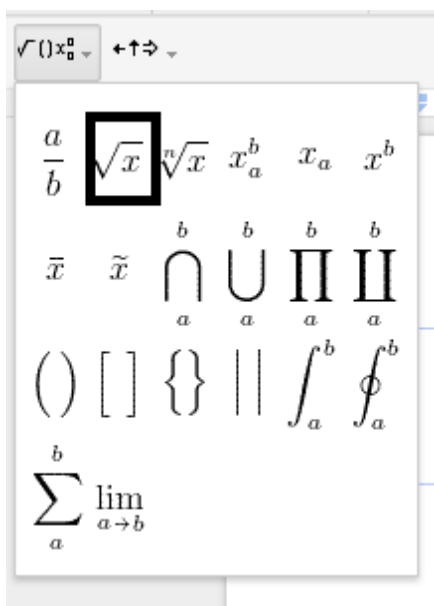 √()x ←↑⇒
a/b √x ⁿ√x x_a^b x_a x^b
x̄ x̃ ⋂_a^b ⋃_a^b ∏_a^b ∐_a^b
() [] {} || ∫_a^b ∮_a^b
∑_a^b lim_{a→b}